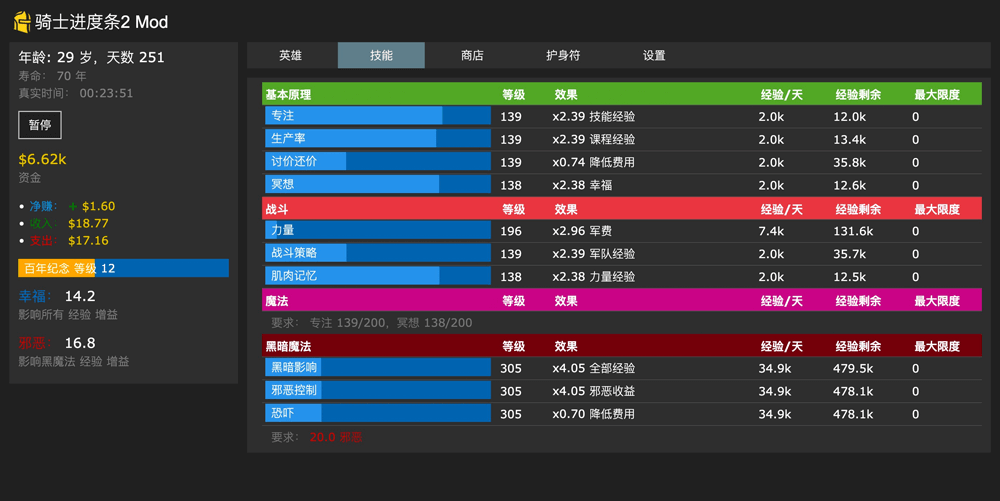 骑士进度条2 Mod
年龄: 29 岁，天数 251
寿命： 70 年
真实时间： 00:23:51
暂停
$6.62k
资金
• 净赚： + $1.60
• 收入： $18.77
• 支出： $17.16
百年纪念 等级 12
幸福： 14.2
影响所有 经验 增益
邪恶： 16.8
影响黑魔法 经验 增益
英雄 技能 商店 护身符 设置
基本原理 等级 效果 经验/天 经验剩余 最大限度
专注 139 x2.39 技能经验 2.0k 12.0k 0
生产率 139 x2.39 课程经验 2.0k 13.4k 0
讨价还价 139 x0.74 降低费用 2.0k 35.8k 0
冥想 138 x2.38 幸福 2.0k 12.6k 0
战斗 等级 效果 经验/天 经验剩余 最大限度
力量 196 x2.96 军费 7.4k 131.6k 0
战斗策略 139 x2.39 军队经验 2.0k 35.7k 0
肌肉记忆 138 x2.38 力量经验 2.0k 12.5k 0
魔法 等级 效果 经验/天 经验剩余 最大限度
要求： 专注 139/200，冥想 138/200
黑暗魔法 等级 效果 经验/天 经验剩余 最大限度
黑暗影响 305 x4.05 全部经验 34.9k 479.5k 0
邪恶控制 305 x4.05 邪恶收益 34.9k 478.1k 0
恐吓 305 x0.70 降低费用 34.9k 478.1k 0
要求： 20.0 邪恶